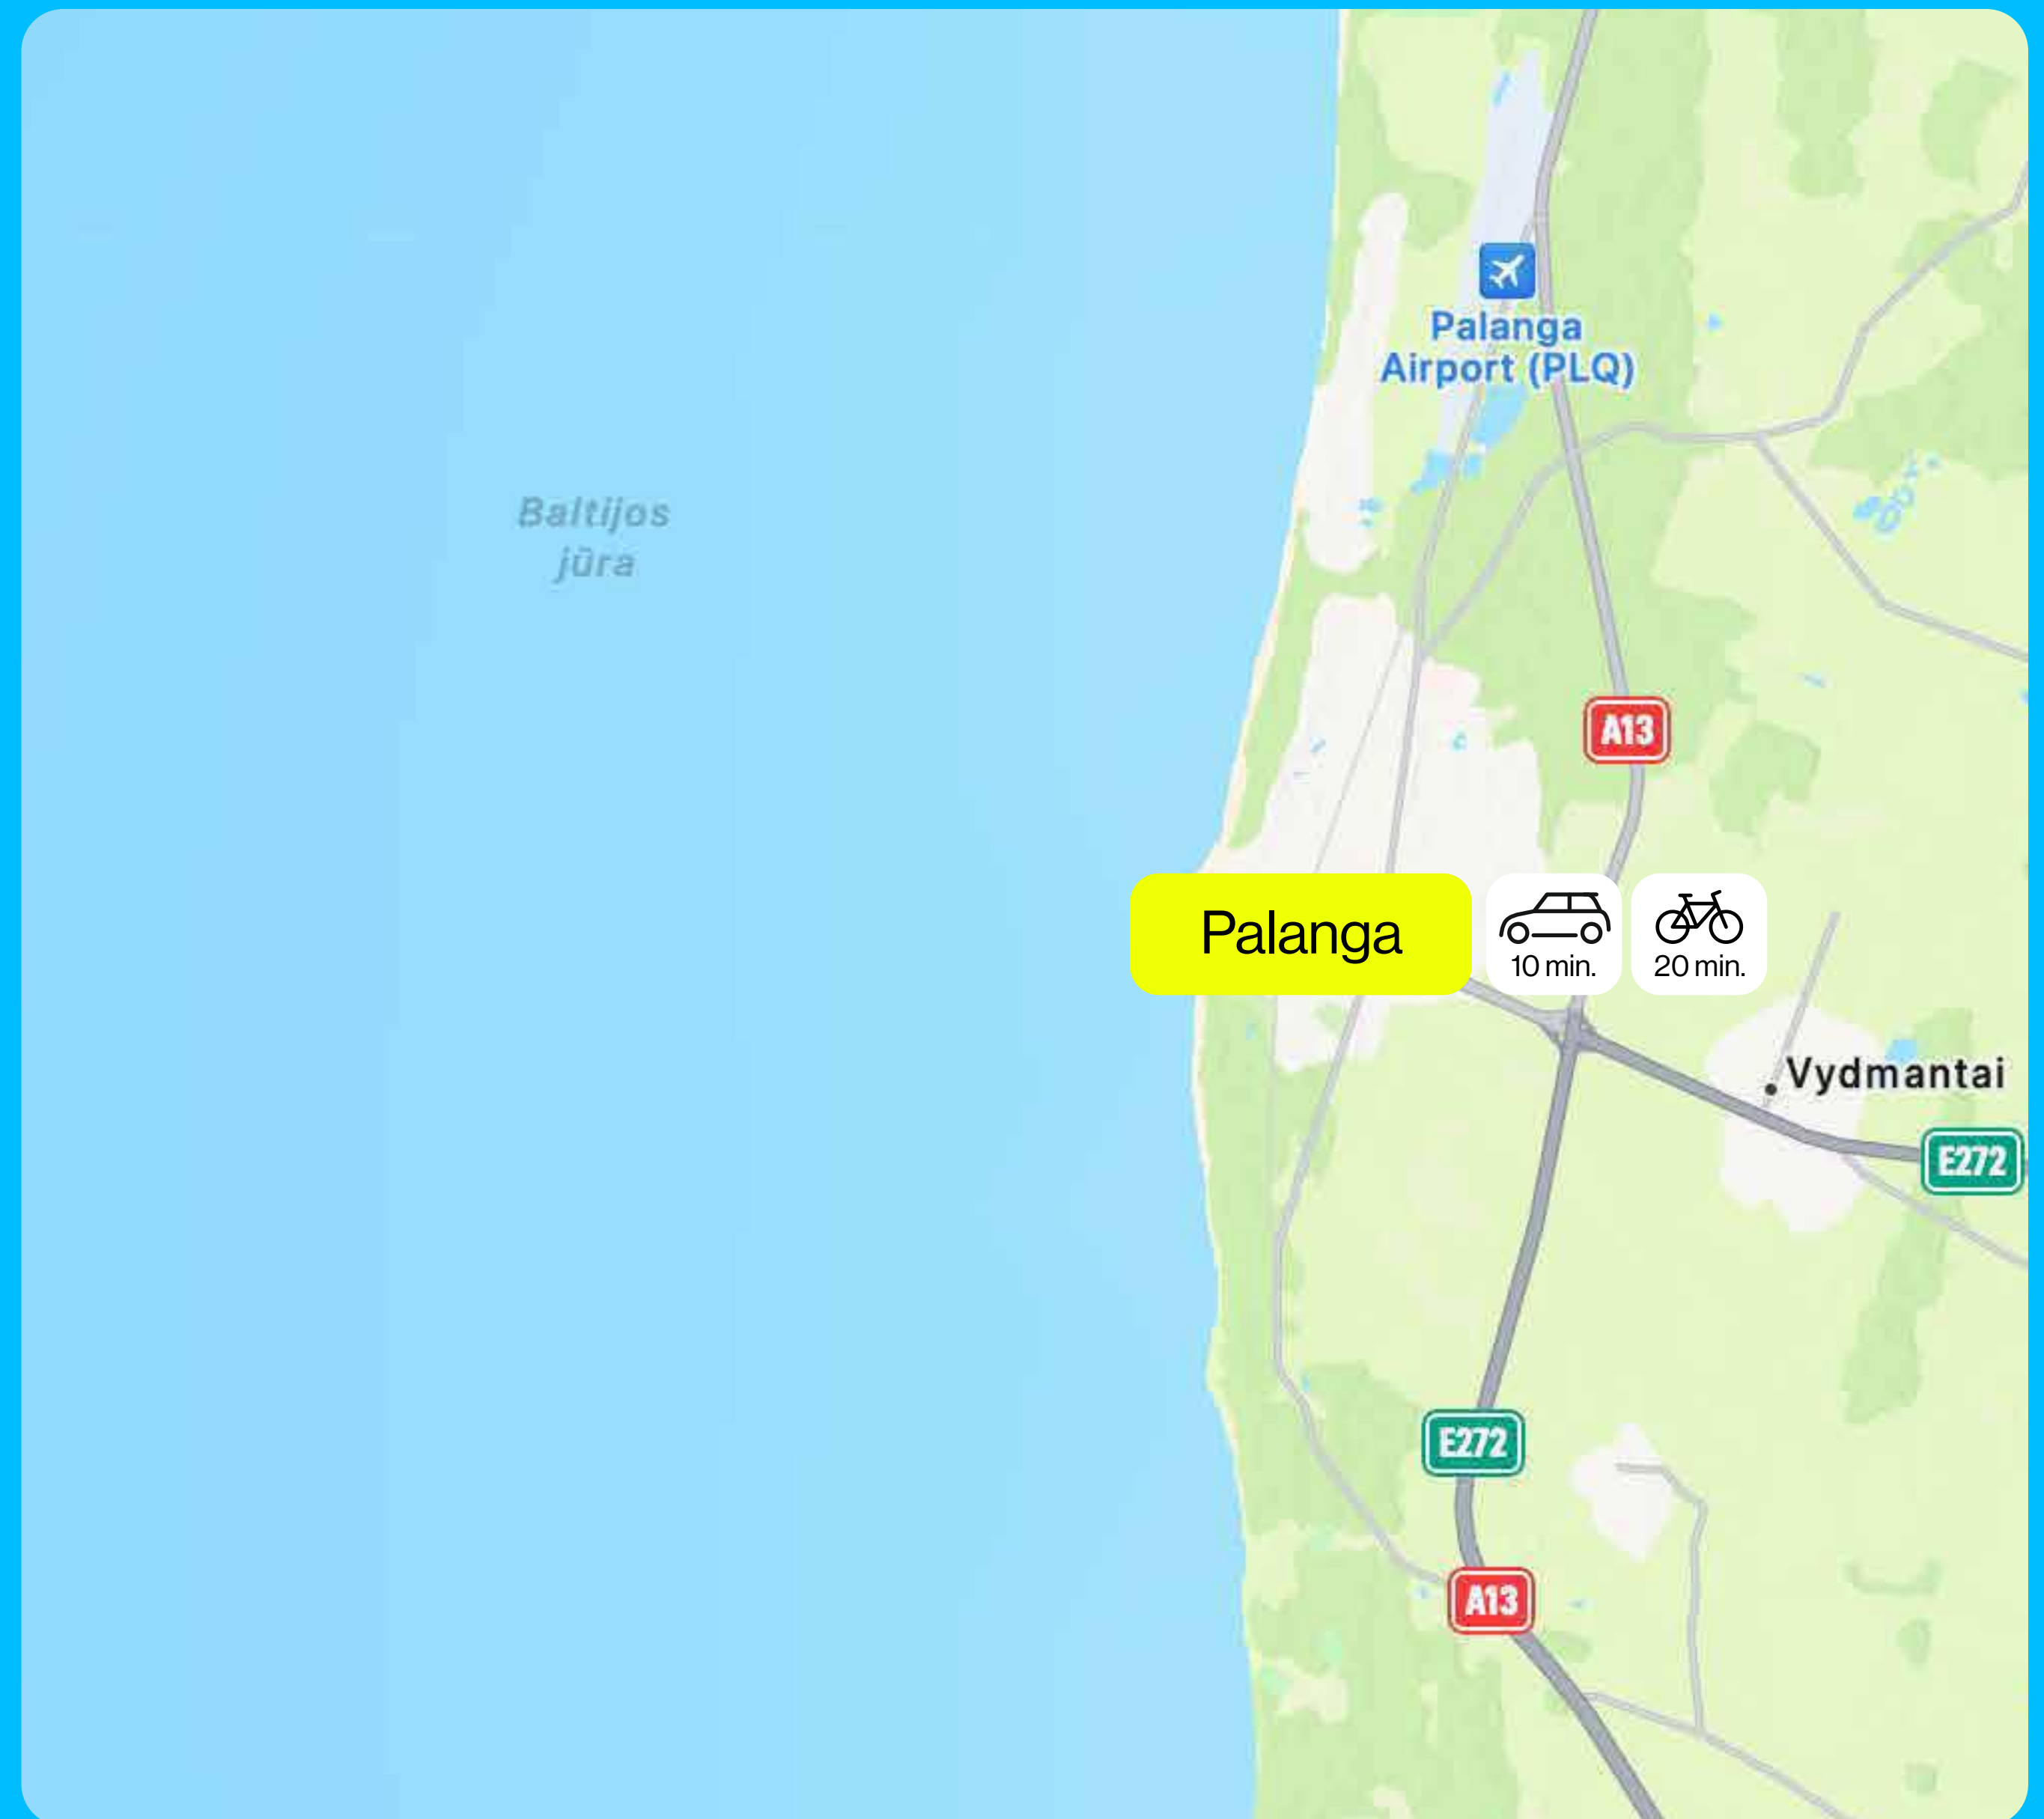 Palanga
Airport (PLQ)
Baltijos
jūra
A13
Palanga
10 min.
20 min.
Vydmantai
E272
E272
A13